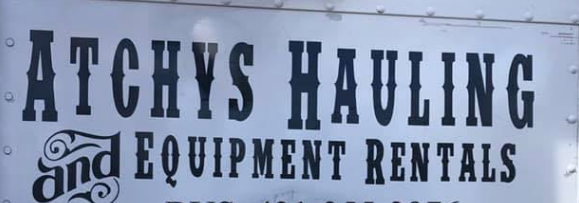 ATCHYS HAULING
and EQUIPMENT RENTALS